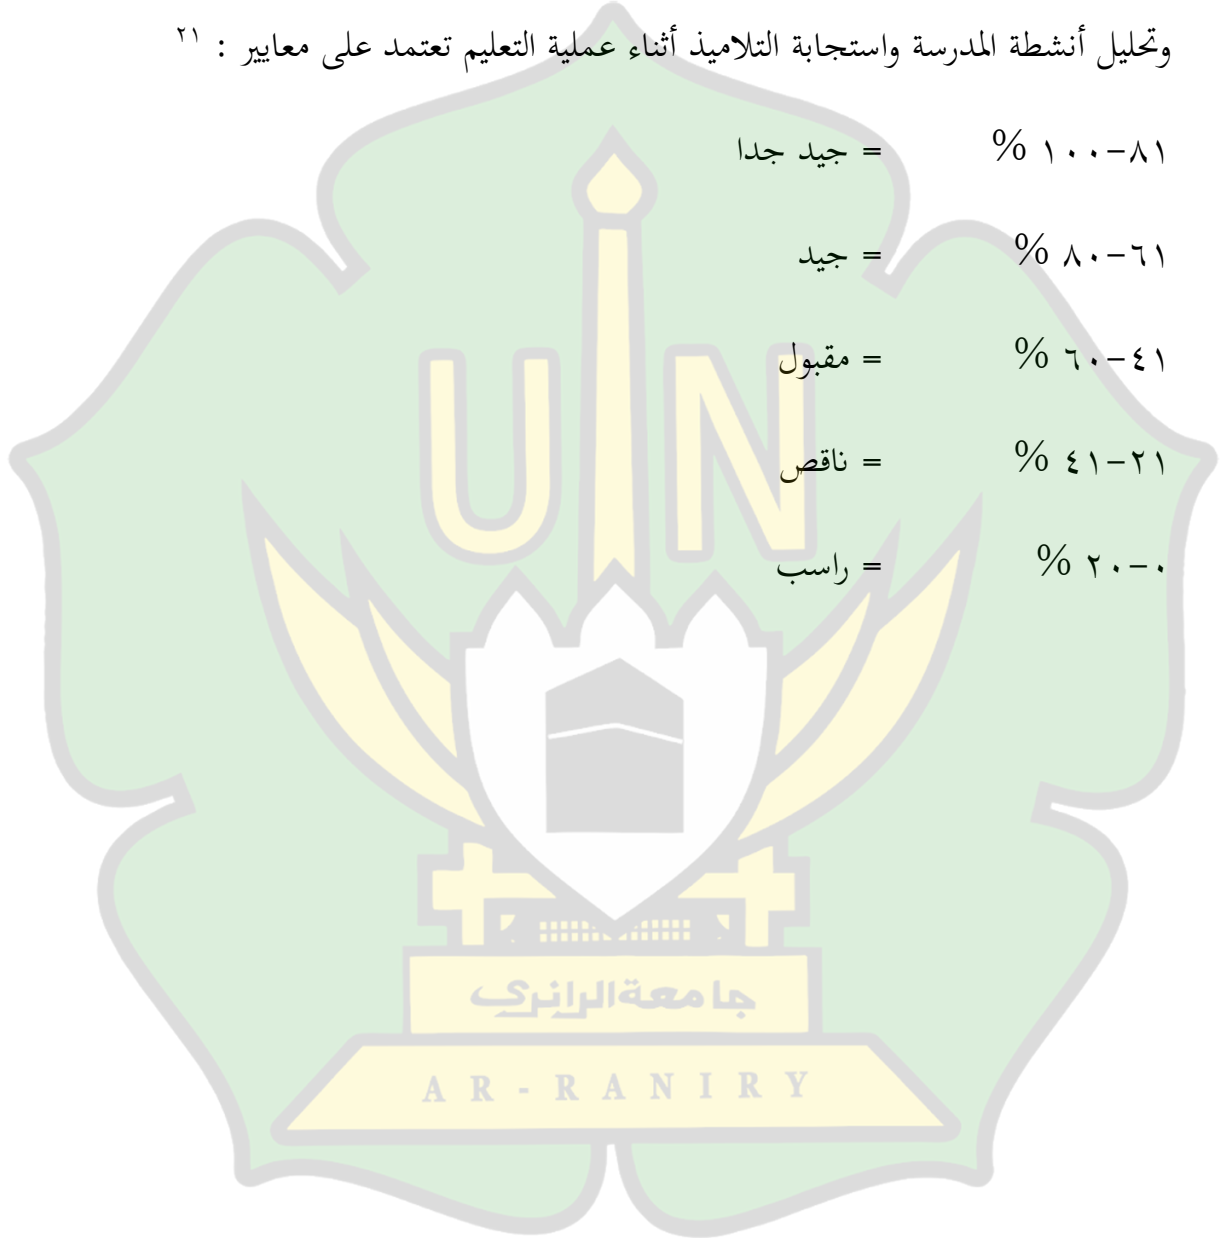 وتحليل أنشطة المدرسة واستجابة التلاميذ أثناء عملية التعليم تعتمد على معايير : ٢١
٨١-١٠٠ % = جيد جدا
٦١-٨٠ % = جيد
٤١-٦٠ % = مقبول
٢١-٤١ % = ناقص
٠-٢٠ % = راسب
UIN
جامعة الرانري
AR-RANIRY